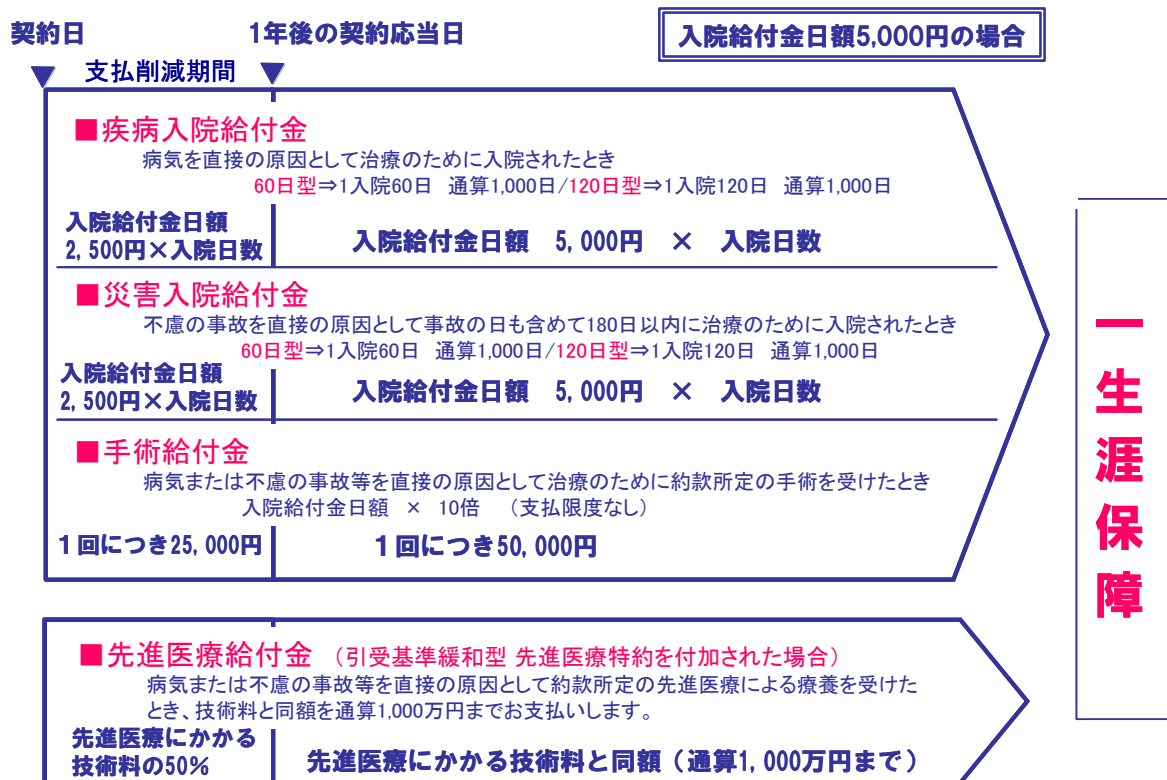 契約日
1年後の契約応当日
入院給付金日額5,000円の場合
支払削減期間
■疾病入院給付金
病気を直接の原因として治療のために入院されたとき
60日型⇒1入院60日 通算1,000日/120日型⇒1入院120日 通算1,000日
入院給付金日額
2,500円×入院日数
入院給付金日額 5,000円 × 入院日数
■災害入院給付金
不慮の事故を直接の原因として事故の日も含めて180日以内に治療のために入院されたとき
60日型⇒1入院60日 通算1,000日/120日型⇒1入院120日 通算1,000日
入院給付金日額
2,500円×入院日数
入院給付金日額 5,000円 × 入院日数
■手術給付金
病気または不慮の事故等を直接の原因として治療のために約款所定の手術を受けたとき
入院給付金日額 × 10倍 (支払限度なし)
1回につき25,000円
1回につき50,000円
■先進医療給付金 (引受基準緩和型 先進医療特約を付加された場合)
病気または不慮の事故等を直接の原因として約款所定の先進医療による療養を受けた
とき、技術料と同額を通算1,000万円までお支払いします。
先進医療にかかる
技術料の50%
先進医療にかかる技術料と同額(通算1,000万円まで)
一生涯保障